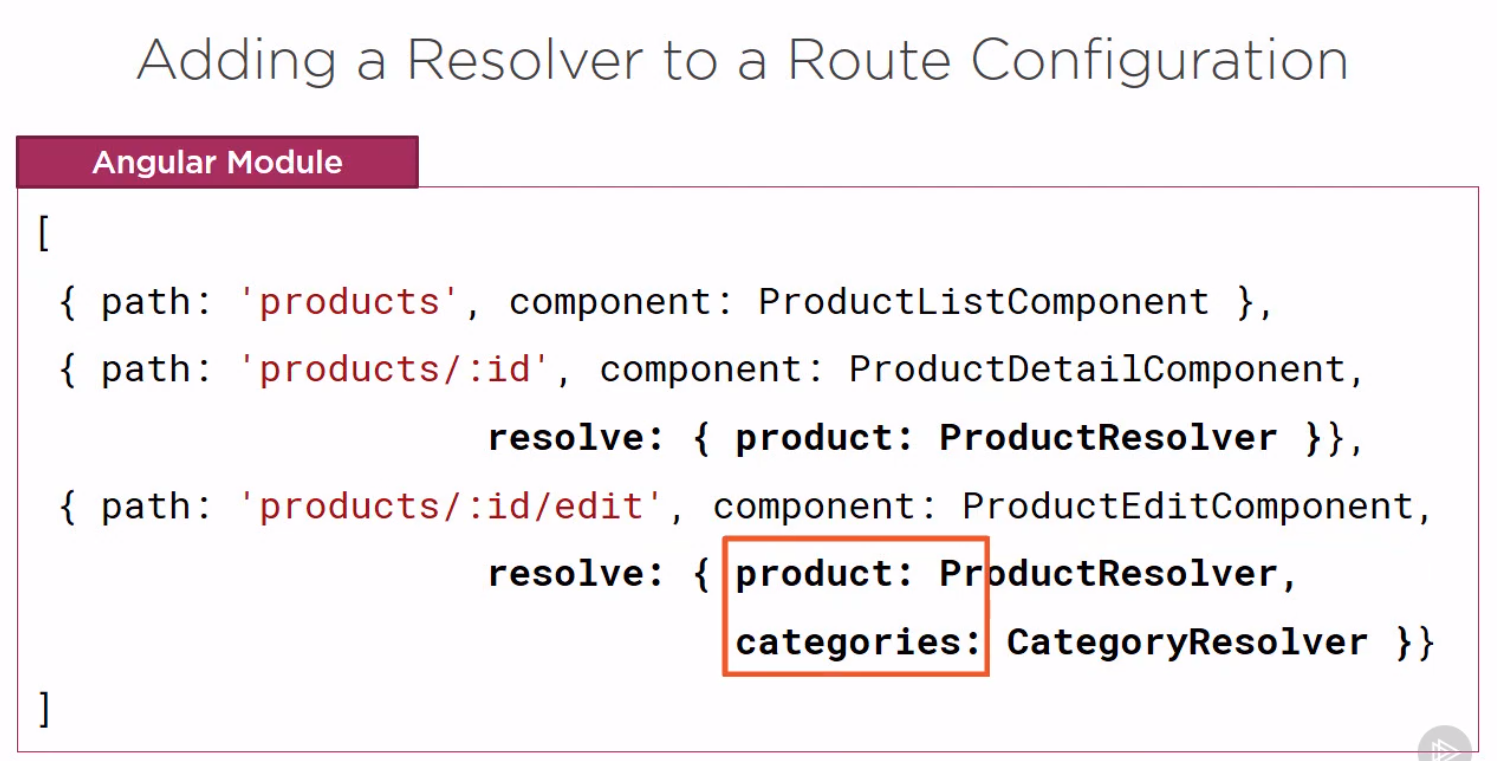 Adding a Resolver to a Route Configuration
Angular Module
[
{ path: 'products', component: ProductListComponent },
{ path: 'products/:id', component: ProductDetailComponent,
resolve: { product: ProductResolver }},
{ path: 'products/:id/edit', component: ProductEditComponent,
resolve: { product: ProductResolver,
categories: CategoryResolver }}
]